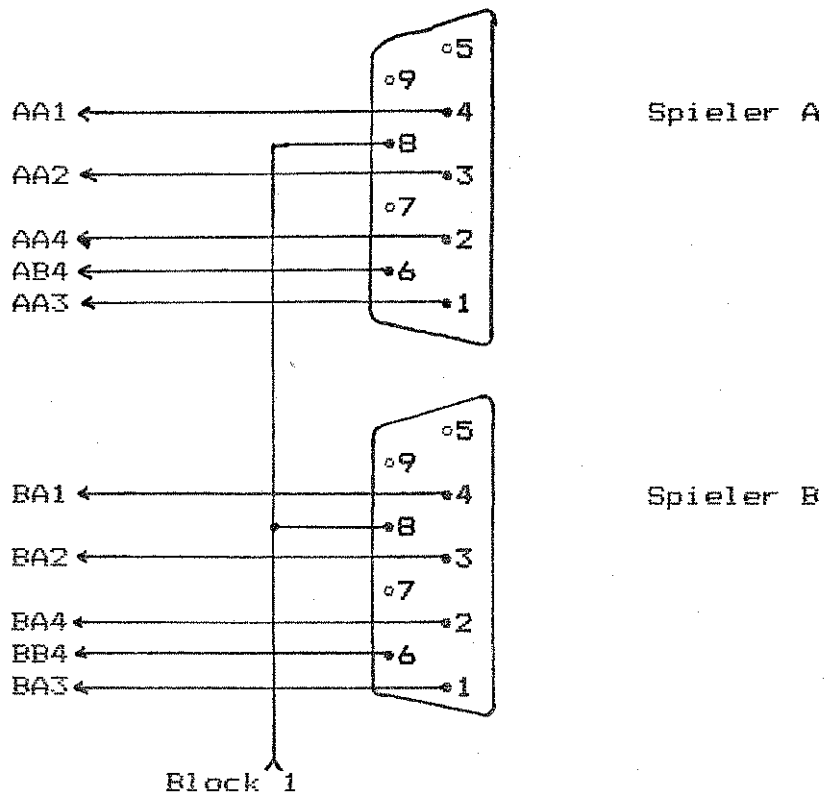 5
9
AA1 4 Spieler A
8
AA2 3
7
AA4 2
AB4 6
AA3 1
5
9
BA1 4 Spieler B
8
BA2 3
7
BA4 2
BB4 6
BA3 1
Block 1